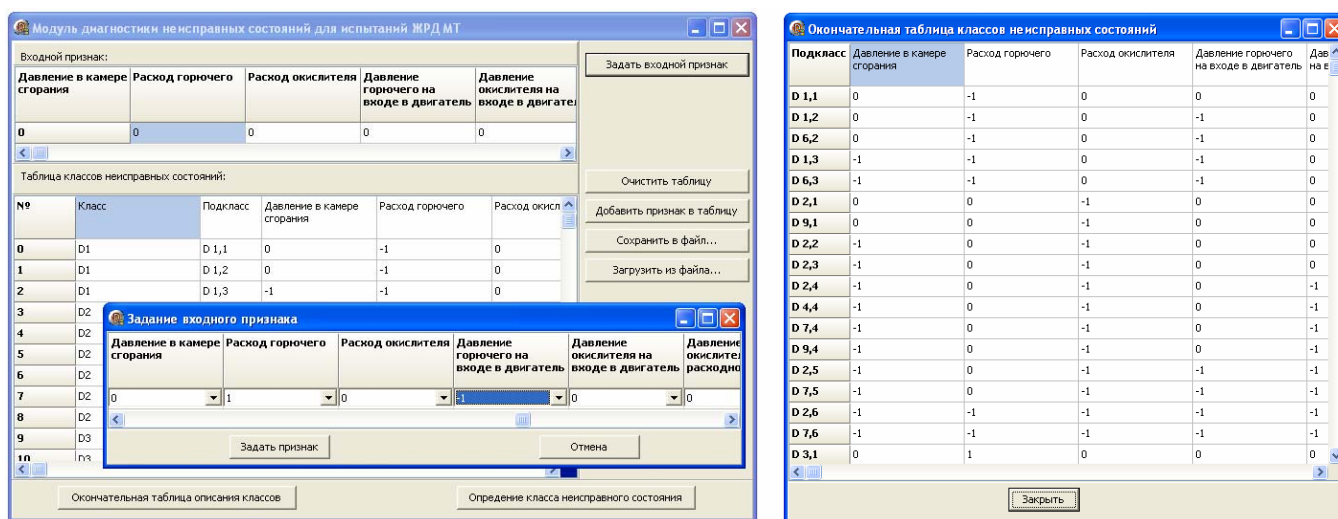 Модуль диагностики неисправных состояний для испытаний ЖРД МТ
Входной признак:
Давление в камере сгорания Расход горючего Расход окислителя Давление горючего на входе в двигатель Давление окислителя на входе в двигател
0 0 0 0 0
Задать входной признак
Таблица классов неисправных состояний:
Очистить таблицу
Добавить признак в таблицу
Сохранить в файл...
Загрузить из файла...
№ Класс Подкласс Давление в камере сгорания Расход горючего Расход окисл
0 D1 D 1,1 0 -1 0
1 D1 D 1,2 0 -1 0
2 D1 D 1,3 -1 -1 0
3 D2
4 D2
5 D2
6 D2
7 D2
8 D2
9 D3
10 D3
Задание входного признака
Давление в камере сгорания Расход горючего Расход окислителя Давление горючего на входе в двигатель Давление окислителя на входе в двигатель Давление окислител расходно
0 1 0 -1 0 0
Задать признак Отмена
Окончательная таблица описания классов Опредение класса неисправного состояния
Окончательная таблица классов неисправных состояний
Подкласс Давление в камере сгорания Расход горючего Расход окислителя Давление горючего на входе в двигатель Дав на в
D 1,1 0 -1 0 0 0
D 1,2 0 -1 0 -1 0
D 6,2 0 -1 0 -1 0
D 1,3 -1 -1 0 -1 0
D 6,3 -1 -1 0 -1 0
D 2,1 0 0 -1 0 0
D 9,1 0 0 -1 0 0
D 2,2 -1 0 -1 0 0
D 2,3 -1 0 -1 0 0
D 2,4 -1 0 -1 0 -1
D 4,4 -1 0 -1 0 -1
D 7,4 -1 0 -1 0 -1
D 9,4 -1 0 -1 0 -1
D 2,5 -1 0 -1 -1 -1
D 7,5 -1 0 -1 -1 -1
D 2,6 -1 -1 -1 -1 -1
D 7,6 -1 -1 -1 -1 -1
D 3,1 0 1 0 0 0
Закрыть